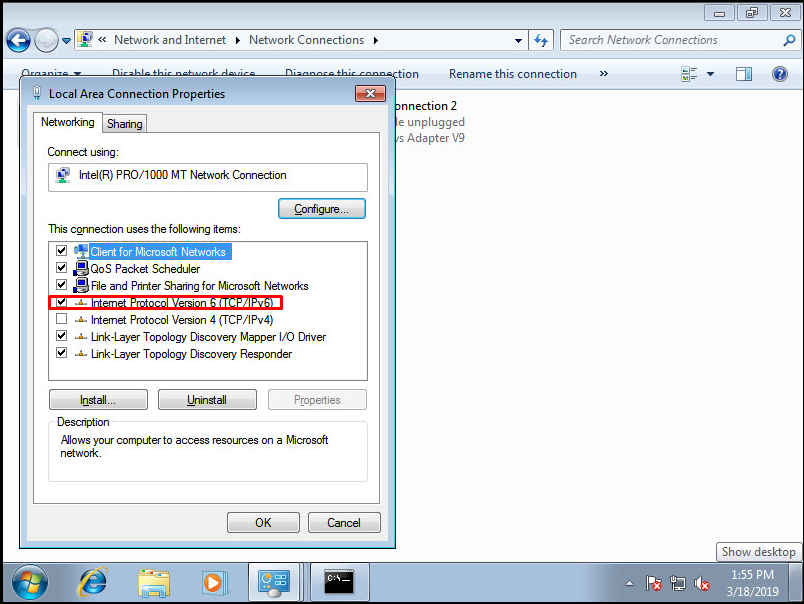 Network and Internet
Network Connections
Search Network Connections
Organize
Disable this network device
Diagnose this connection
Rename this connection
»
Local Area Connection Properties
onnection 2
le unplugged
vs Adapter V9
Networking
Sharing
Connect using:
Intel(R) PRO/1000 MT Network Connection
Configure...
This connection uses the following items:
Client for Microsoft Networks
QoS Packet Scheduler
File and Printer Sharing for Microsoft Networks
Internet Protocol Version 6 (TCP/IPv6)
Internet Protocol Version 4 (TCP/IPv4)
Link-Layer Topology Discovery Mapper I/O Driver
Link-Layer Topology Discovery Responder
Install...
Uninstall
Properties
Description
Allows your computer to access resources on a Microsoft
network.
OK
Cancel
Show desktop
C:\
1:55 PM
3/18/2019